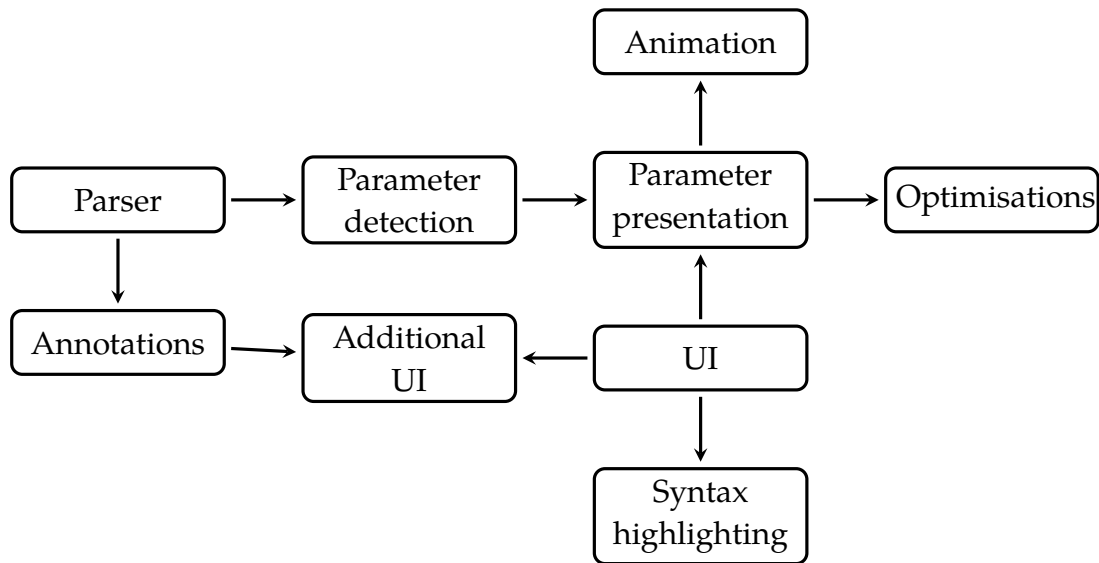 Animation
Parser
Parameter
detection
Parameter
presentation
Optimisations
Annotations
Additional
UI
UI
Syntax
highlighting